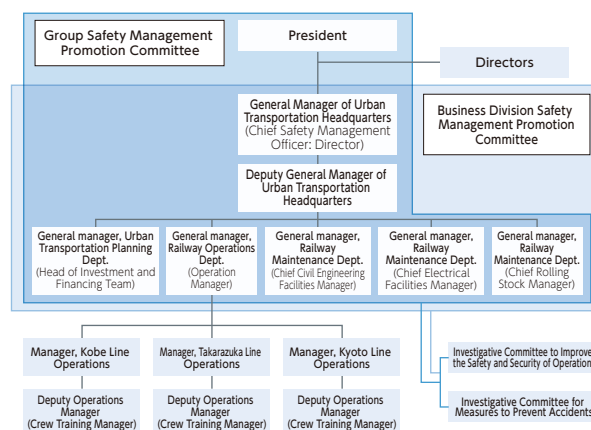 Group Safety Management
Promotion Committee
President
Directors
General Manager of Urban
Transportation Headquarters
(Chief Safety Management
Officer: Director)
Business Division Safety
Management Promotion
Committee
Deputy General Manager of
Urban Transportation
Headquarters
General manager, Urban
Transportation Planning
Dept.
(Head of Investment and
Financing Team)
General manager,
Railway Operations
Dept.
(Operation
Manager)
General manager,
Railway
Maintenance Dept.
(Chief Civil Engineering
Facilities Manager)
General manager,
Railway
Maintenance Dept.
(Chief Electrical
Facilities Manager)
General manager,
Railway
Maintenance Dept.
(Chief Rolling
Stock Manager)
Manager, Kobe Line
Operations
Manager, Takarazuka Line
Operations
Manager, Kyoto Line
Operations
Investigative Committee to Improve
the Safety and Security of Operation
Deputy Operations
Manager
(Crew Training Manager)
Deputy Operations
Manager
(Crew Training Manager)
Deputy Operations
Manager
(Crew Training Manager)
Investigative Committee for
Measures to Prevent Accidents